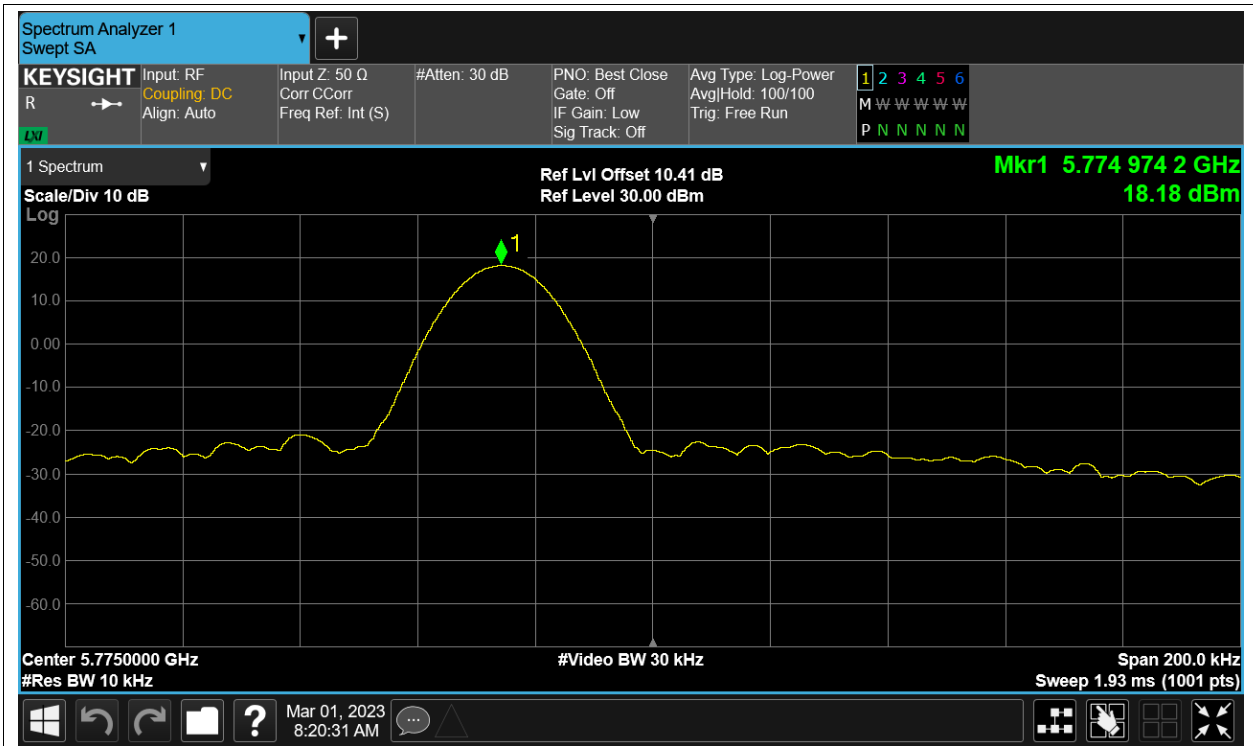 Spectrum Analyzer 1
Swept SA
KEYSIGHT
R
LXI
Input: RF
Coupling: DC
Align: Auto
Input Z: 50 Ω
Corr CCorr
Freq Ref: Int (S)
#Atten: 30 dB
PNO: Best Close
Gate: Off
IF Gain: Low
Sig Track: Off
Avg Type: Log-Power
Avg|Hold: 100/100
Trig: Free Run
1 2 3 4 5 6
M W W W W W
P N N N N N
1 Spectrum
Scale/Div 10 dB
Log
Ref Lvl Offset 10.41 dB
Ref Level 30.00 dBm
Mkr1 5.774 974 2 GHz
18.18 dBm
1
20.0
10.0
0.00
-10.0
-20.0
-30.0
-40.0
-50.0
-60.0
Center 5.7750000 GHz
#Res BW 10 kHz
#Video BW 30 kHz
Span 200.0 kHz
Sweep 1.93 ms (1001 pts)
?
Mar 01, 2023
8:20:31 AM